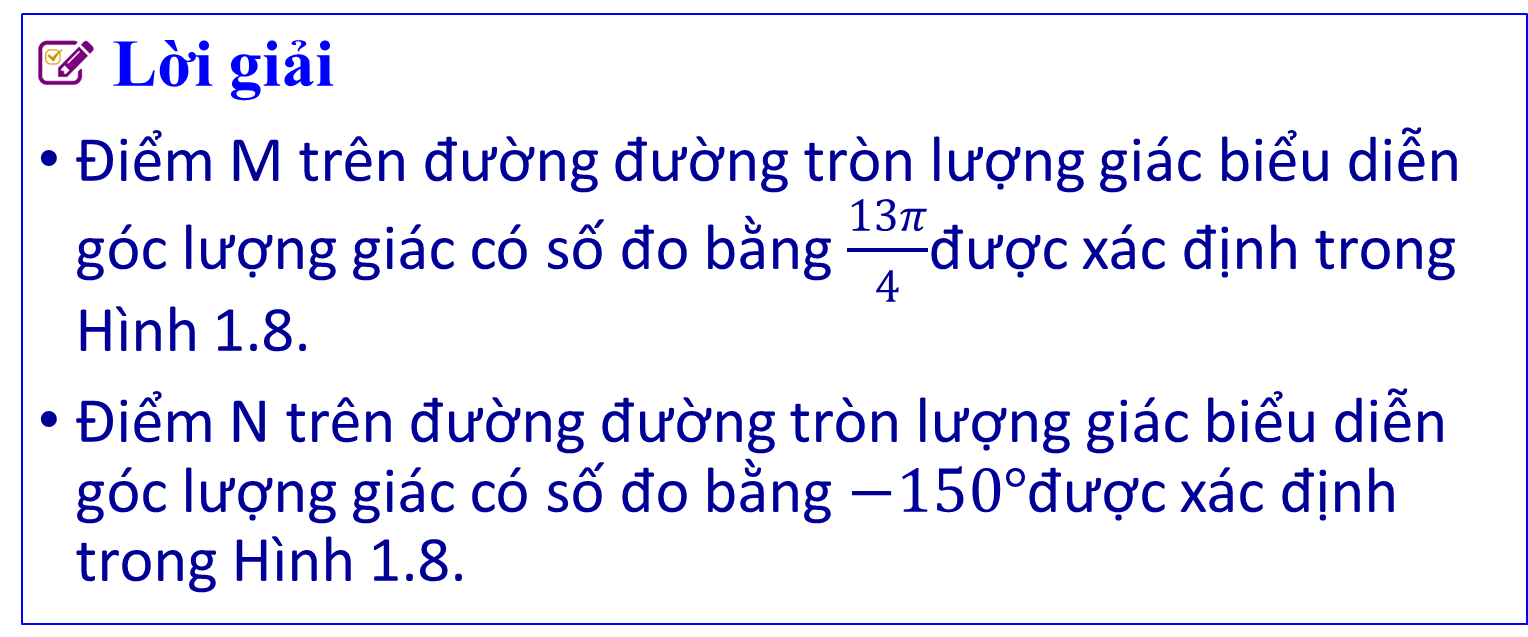 Lời giải
• Điểm M trên đường đường tròn lượng giác biểu diễn
góc lượng giác có số đo bằng \frac{13𝜋}{4}được xác định trong
Hình 1.8.
• Điểm N trên đường đường tròn lượng giác biểu diễn
góc lượng giác có số đo bằng −150°được xác định
trong Hình 1.8.